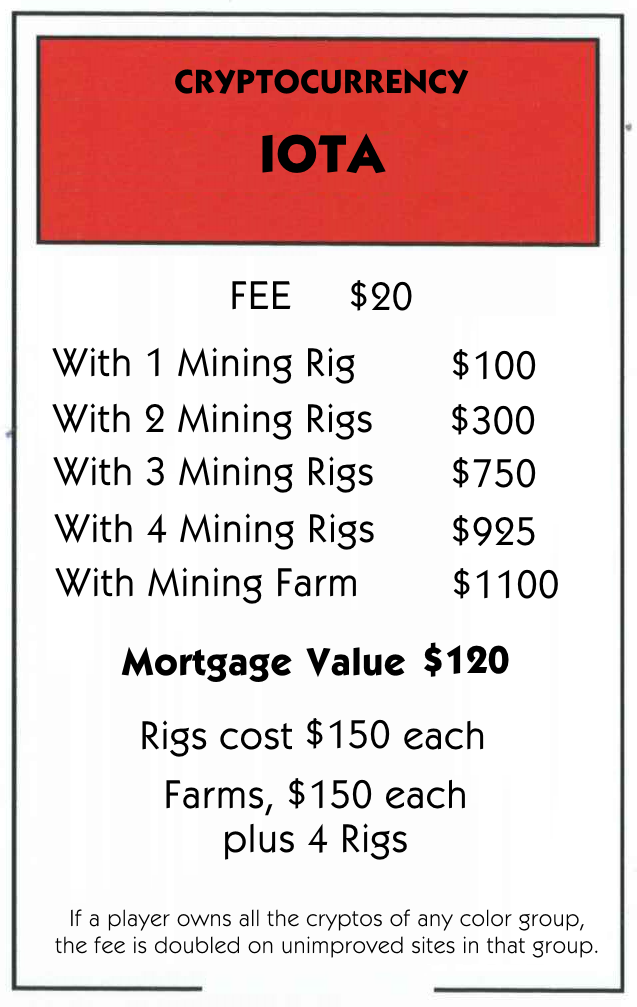 CRYPTOCURRENCY
IOTA
FEE $20
With 1 Mining Rig $100
With 2 Mining Rigs $300
With 3 Mining Rigs $750
With 4 Mining Rigs $925
With Mining Farm $1100
Mortgage Value $120
Rigs cost $150 each
Farms, $150 each
plus 4 Rigs
If a player owns all the cryptos of any color group,
the fee is doubled on unimproved sites in that group.